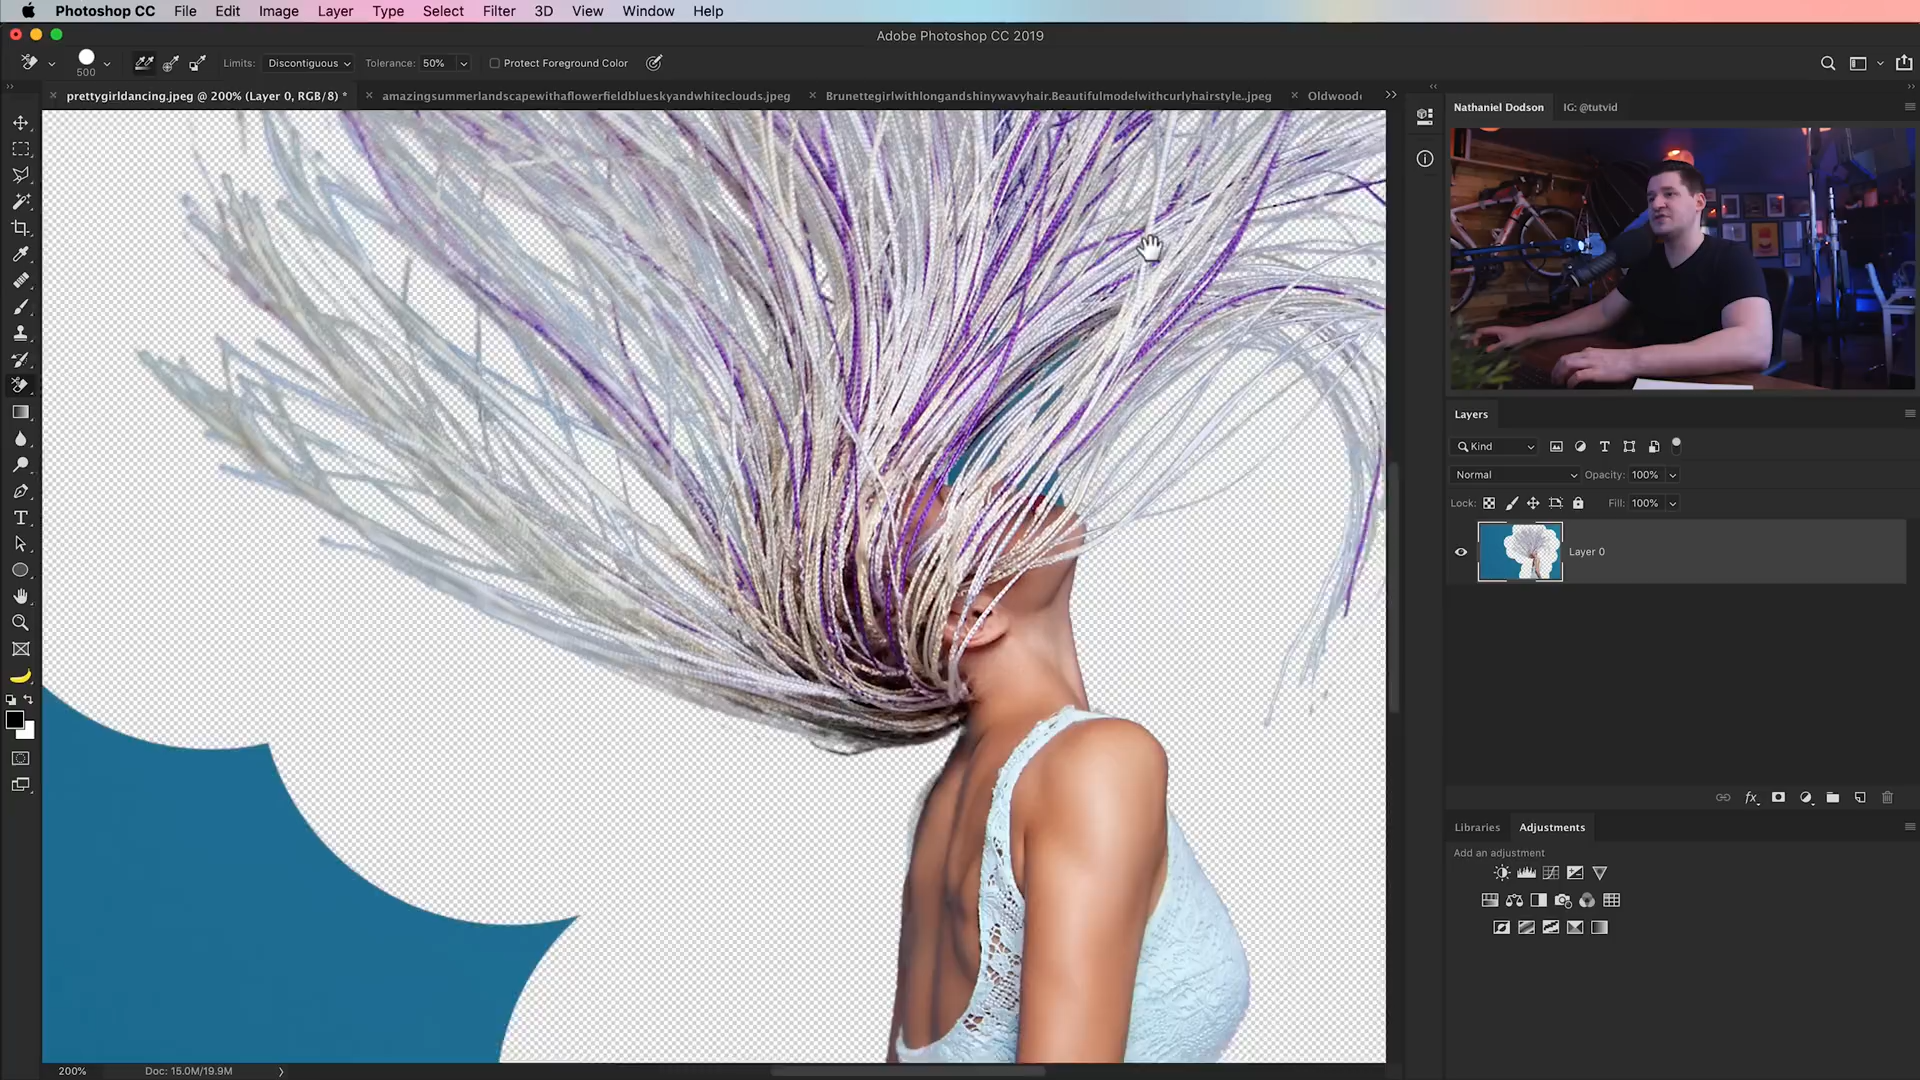 Photoshop CC File Edit Image Layer Type Select Filter 3D View Window Help
Adobe Photoshop CC 2019
500 Limits: Discontiguous Tolerance: 50% Protect Foreground Color
prettygirldancing.jpeg @ 200% (Layer 0, RGB/8) * amazingsummerlandscapewithaflowerfieldblueskyandwhiteclouds.jpeg Brunettegirlwithlongandshinywavyhair.Beautifulmodelwithcurlyhairstyle..jpeg Oldwood
Nathaniel Dodson IG: @tutvid
Layers
Kind
Normal Opacity: 100%
Lock: Fill: 100%
Layer 0
fx
Libraries Adjustments
Add an adjustment
200% Doc: 15.0M/19.9M